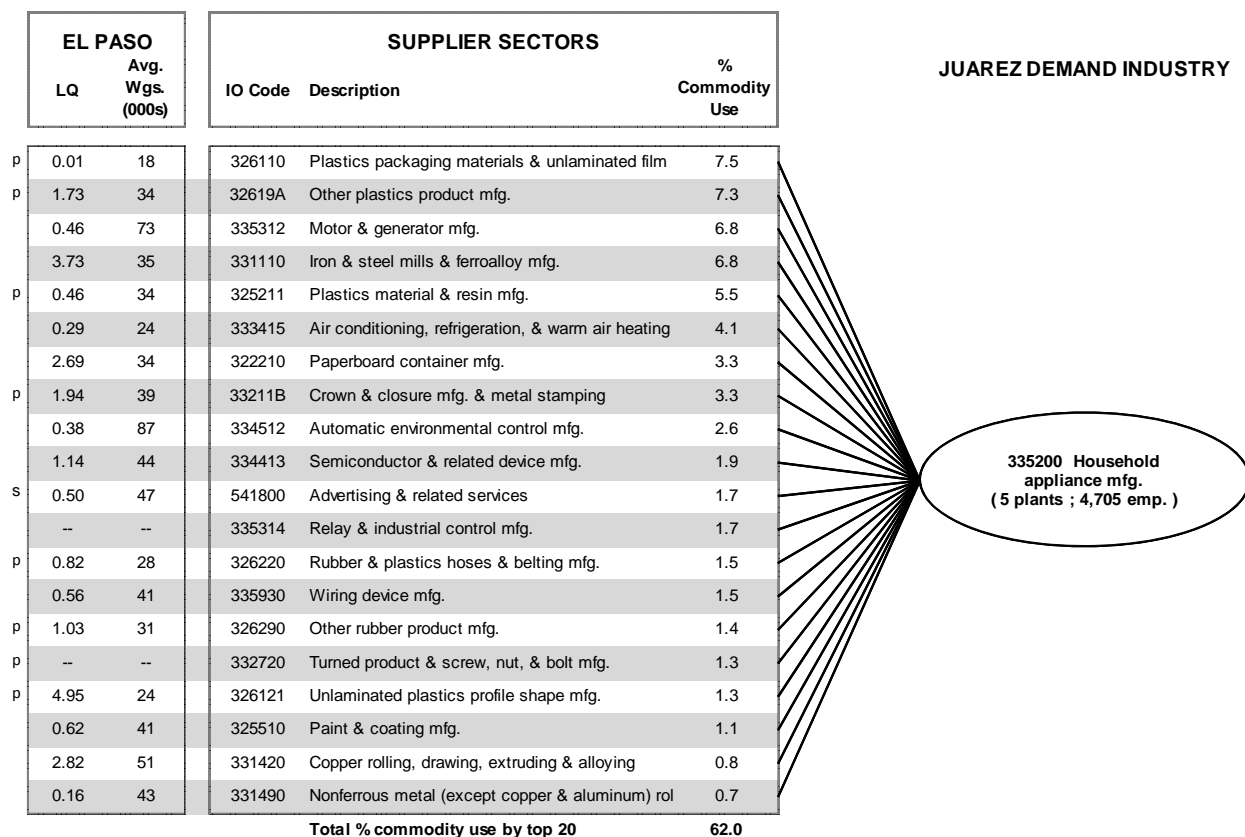 EL PASO
LQ
Avg.
Wgs.
(000s)
SUPPLIER SECTORS
IO Code Description
%
Commodity
Use
JUAREZ DEMAND INDUSTRY
p 0.01 18 326110 Plastics packaging materials & unlaminated film 7.5
p 1.73 34 32619A Other plastics product mfg. 7.3
0.46 73 335312 Motor & generator mfg. 6.8
3.73 35 331110 Iron & steel mills & ferroalloy mfg. 6.8
p 0.46 34 325211 Plastics material & resin mfg. 5.5
0.29 24 333415 Air conditioning, refrigeration, & warm air heating 4.1
2.69 34 322210 Paperboard container mfg. 3.3
p 1.94 39 33211B Crown & closure mfg. & metal stamping 3.3
0.38 87 334512 Automatic environmental control mfg. 2.6
1.14 44 334413 Semiconductor & related device mfg. 1.9
s 0.50 47 541800 Advertising & related services 1.7
-- -- 335314 Relay & industrial control mfg. 1.7
p 0.82 28 326220 Rubber & plastics hoses & belting mfg. 1.5
0.56 41 335930 Wiring device mfg. 1.5
p 1.03 31 326290 Other rubber product mfg. 1.4
p -- -- 332720 Turned product & screw, nut, & bolt mfg. 1.3
p 4.95 24 326121 Unlaminated plastics profile shape mfg. 1.3
0.62 41 325510 Paint & coating mfg. 1.1
2.82 51 331420 Copper rolling, drawing, extruding & alloying 0.8
0.16 43 331490 Nonferrous metal (except copper & aluminum) rol 0.7
Total % commodity use by top 20 62.0
335200 Household
appliance mfg.
( 5 plants ; 4,705 emp. )